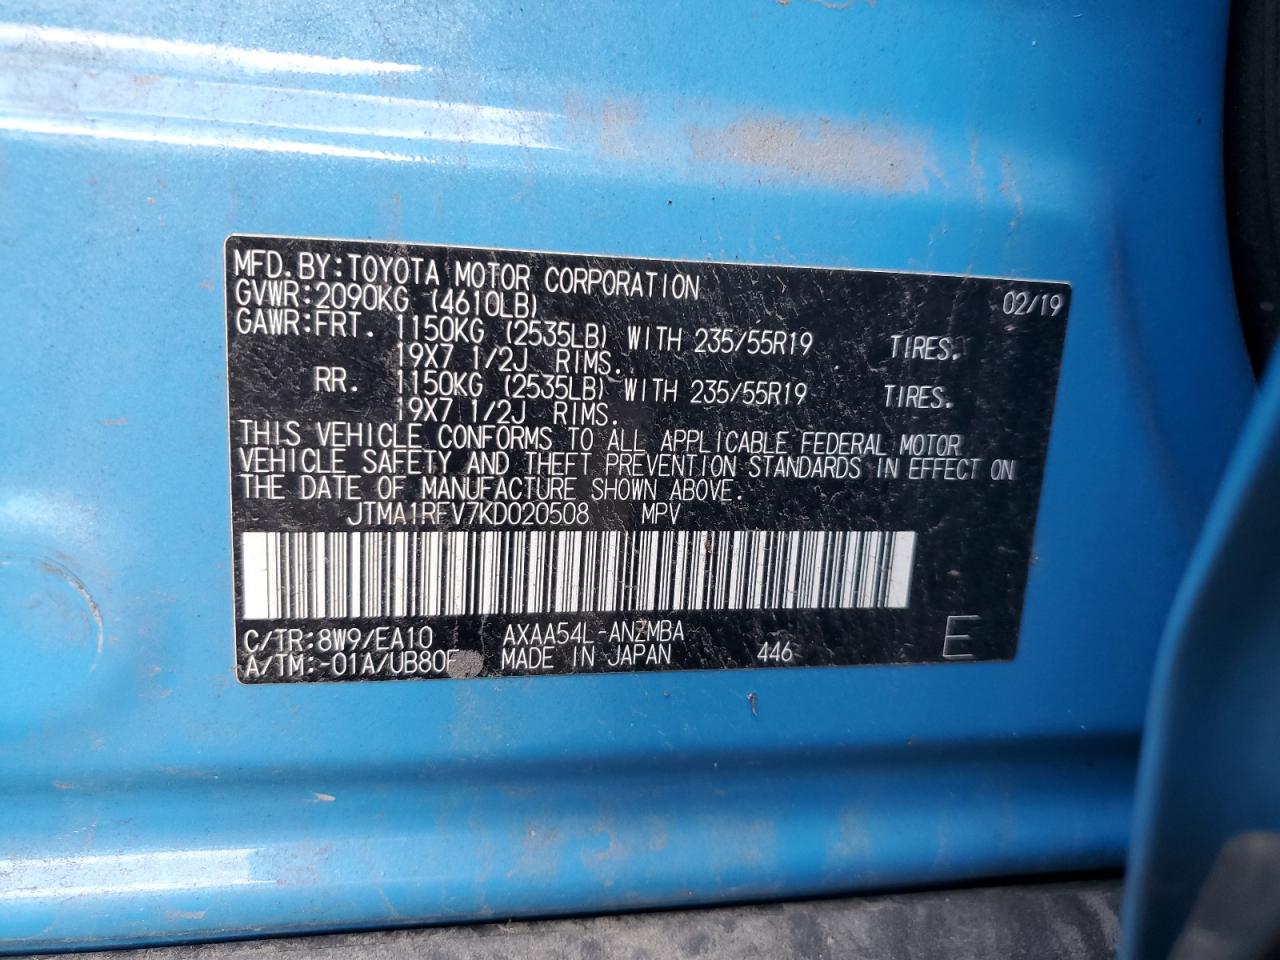 MFD.BY:TOYOTA MOTOR CORPORATION 02/19
GVWR:2090KG (4610LB)
GAWR:FRT. 1150KG (2535LB) WITH 235/55R19 TIRES.
19X7 1/2J RIMS.
RR. 1150KG (2535LB) WITH 235/55R19 TIRES.
19X7 1/2J RIMS.
THIS VEHICLE CONFORMS TO ALL APPLICABLE FEDERAL MOTOR
VEHICLE SAFETY AND THEFT PREVENTION STANDARDS IN EFFECT ON
THE DATE OF MANUFACTURE SHOWN ABOVE.
JTMA1RFV7KD020508 MPV
C/TR:8W9/EA10 AXAA54L-ANZMBA
A/TM:-01A/UB80F MADE IN JAPAN 446 E